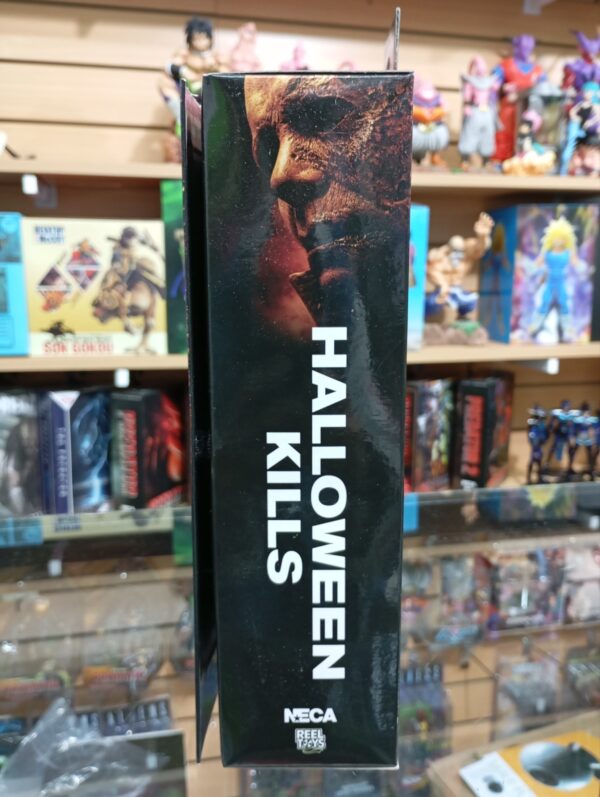 HALLOWEEN
KILLS
NECA
REEL
TOYS
SON GOKOU
PREDATOR